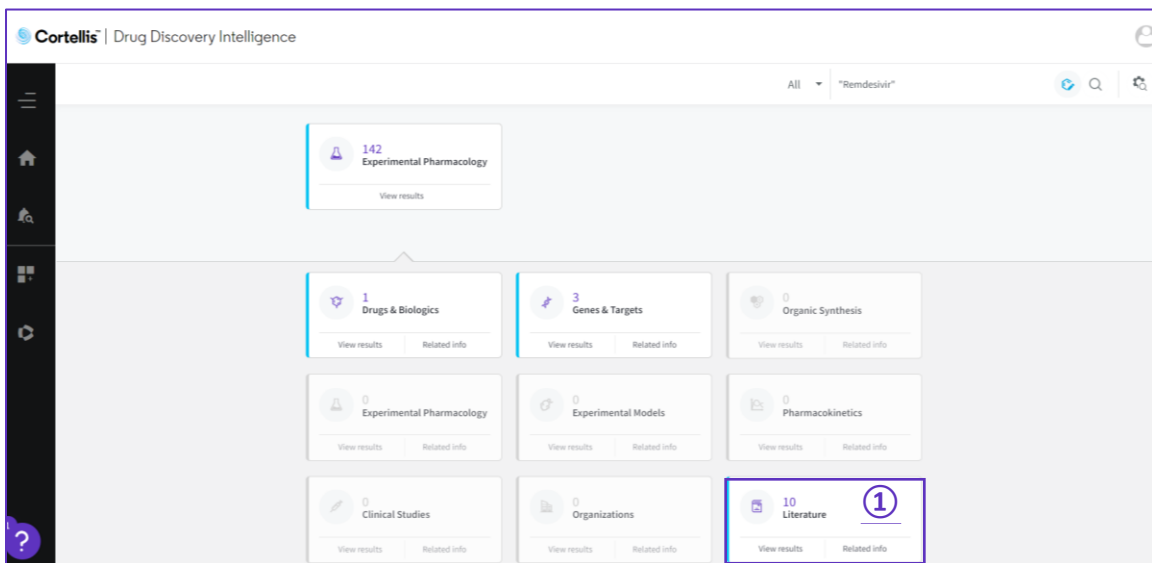 Cortellis™ | Drug Discovery Intelligence
All "Remdesivir"
142
Experimental Pharmacology
View results
1
Drugs & Biologics
View results Related info
3
Genes & Targets
View results Related info
0
Organic Synthesis
View results Related info
0
Experimental Pharmacology
View results Related info
0
Experimental Models
View results Related info
0
Pharmacokinetics
View results Related info
0
Clinical Studies
View results Related info
0
Organizations
View results Related info
10
Literature
①
View results Related info
1
?